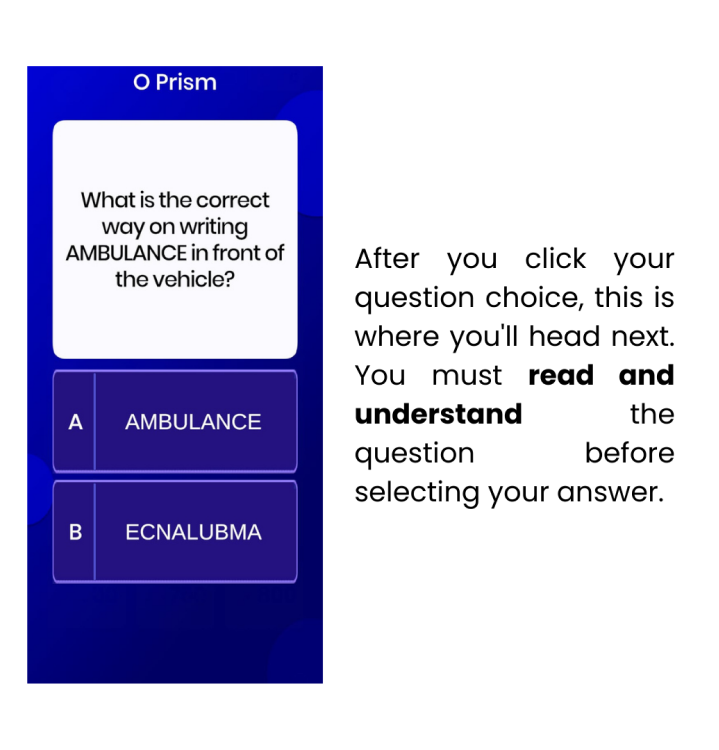 O Prism
What is the correct
way on writing
AMBULANCE in front of
the vehicle?
A AMBULANCE
B ECNALUBMA
After you click your
question choice, this is
where you'll head next.
You must read and
understand the
question before
selecting your answer.